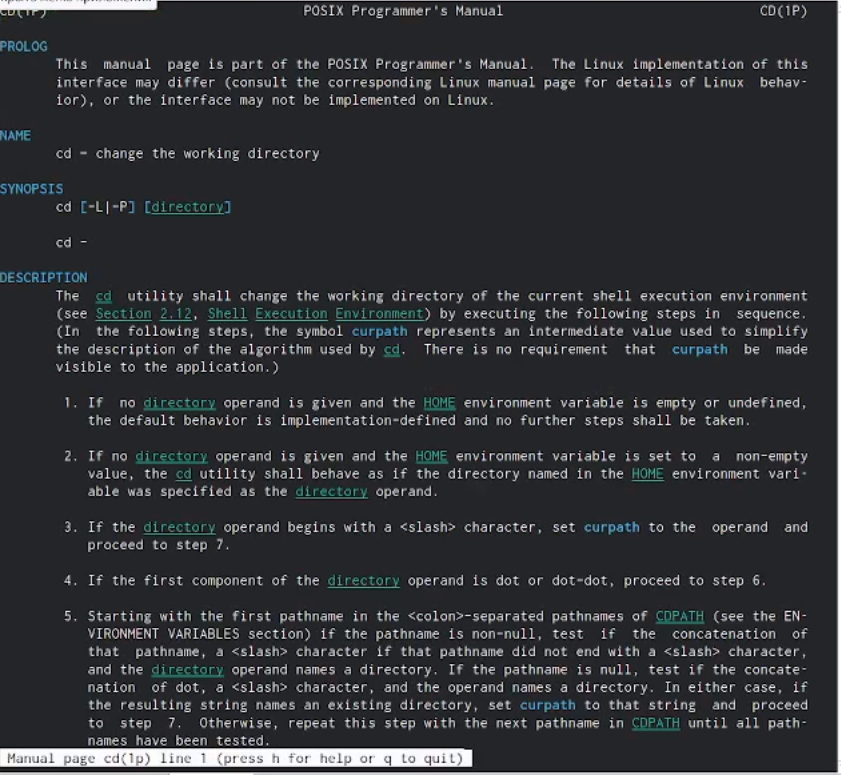 CD(1P) POSIX Programmer's Manual CD(1P)
PROLOG
This manual page is part of the POSIX Programmer's Manual. The Linux implementation of this
interface may differ (consult the corresponding Linux manual page for details of Linux behav-
ior), or the interface may not be implemented on Linux.
NAME
cd - change the working directory
SYNOPSIS
cd [-L|-P] [directory]
cd -
DESCRIPTION
The cd utility shall change the working directory of the current shell execution environment
(see Section 2.12, Shell Execution Environment) by executing the following steps in sequence.
(In the following steps, the symbol curpath represents an intermediate value used to simplify
the description of the algorithm used by cd. There is no requirement that curpath be made
visible to the application.)
1. If no directory operand is given and the HOME environment variable is empty or undefined,
the default behavior is implementation-defined and no further steps shall be taken.
2. If no directory operand is given and the HOME environment variable is set to a non-empty
value, the cd utility shall behave as if the directory named in the HOME environment vari-
able was specified as the directory operand.
3. If the directory operand begins with a <slash> character, set curpath to the operand and
proceed to step 7.
4. If the first component of the directory operand is dot or dot-dot, proceed to step 6.
5. Starting with the first pathname in the <colon>-separated pathnames of CDPATH (see the EN-
VIRONMENT VARIABLES section) if the pathname is non-null, test if the concatenation of
that pathname, a <slash> character if that pathname did not end with a <slash> character,
and the directory operand names a directory. If the pathname is null, test if the concate-
nation of dot, a <slash> character, and the operand names a directory. In either case, if
the resulting string names an existing directory, set curpath to that string and proceed
to step 7. Otherwise, repeat this step with the next pathname in CDPATH until all path-
names have been tested.
Manual page cd(1p) line 1 (press h for help or q to quit)